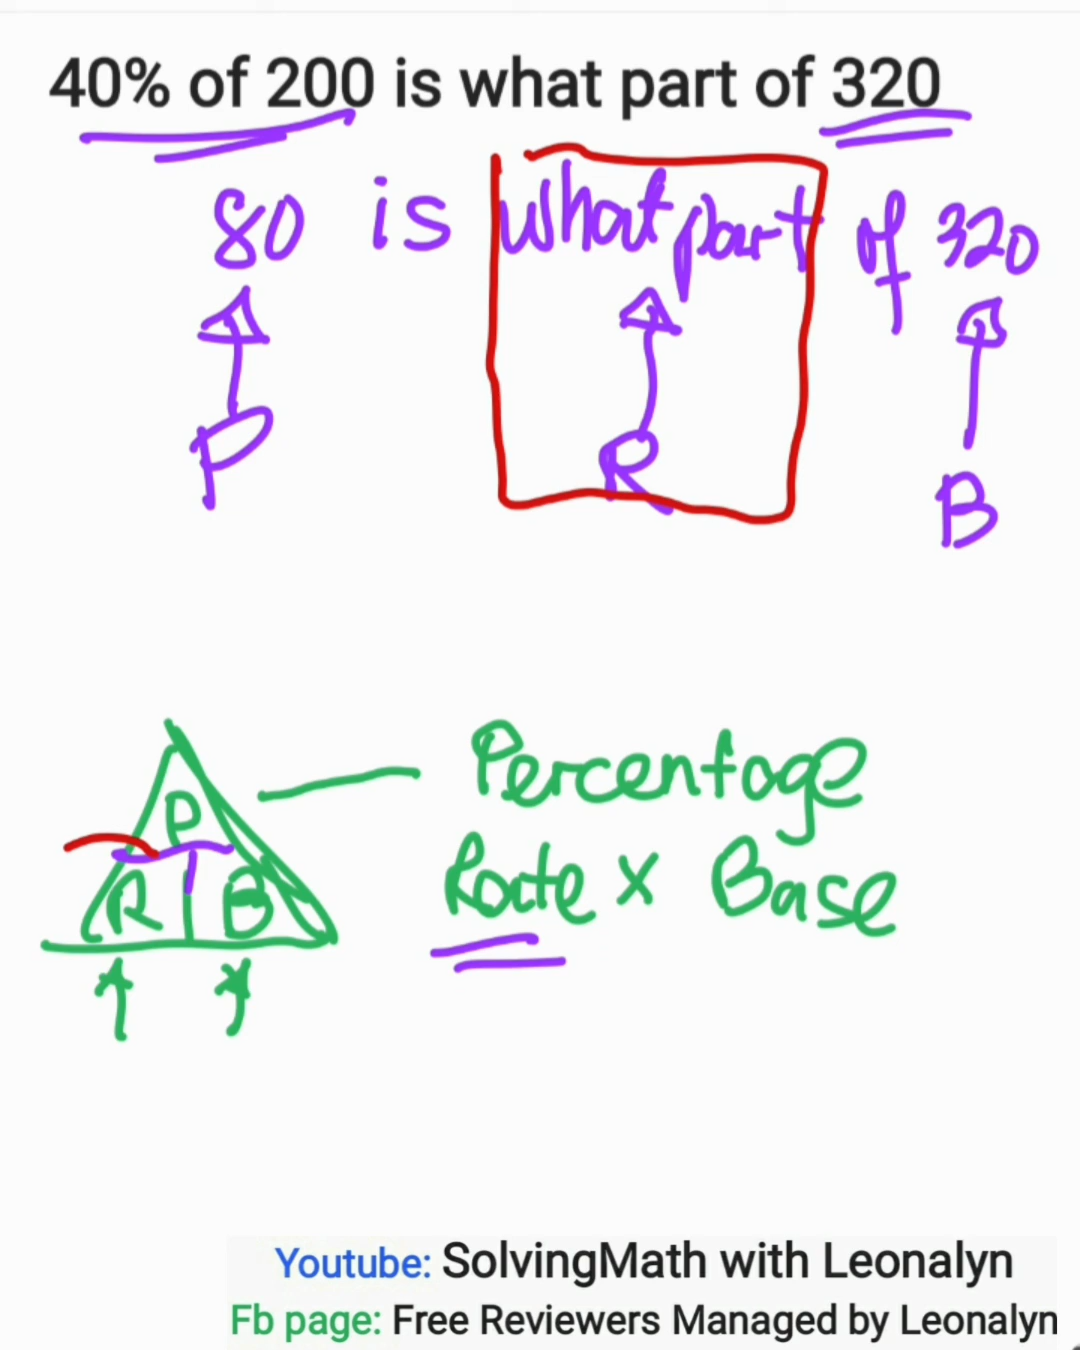 40% of 200 is what part of 320
80 is what part of 320
P R B
P
R B
Percentage
Rate x Base
Youtube: SolvingMath with Leonalyn
Fb page: Free Reviewers Managed by Leonalyn